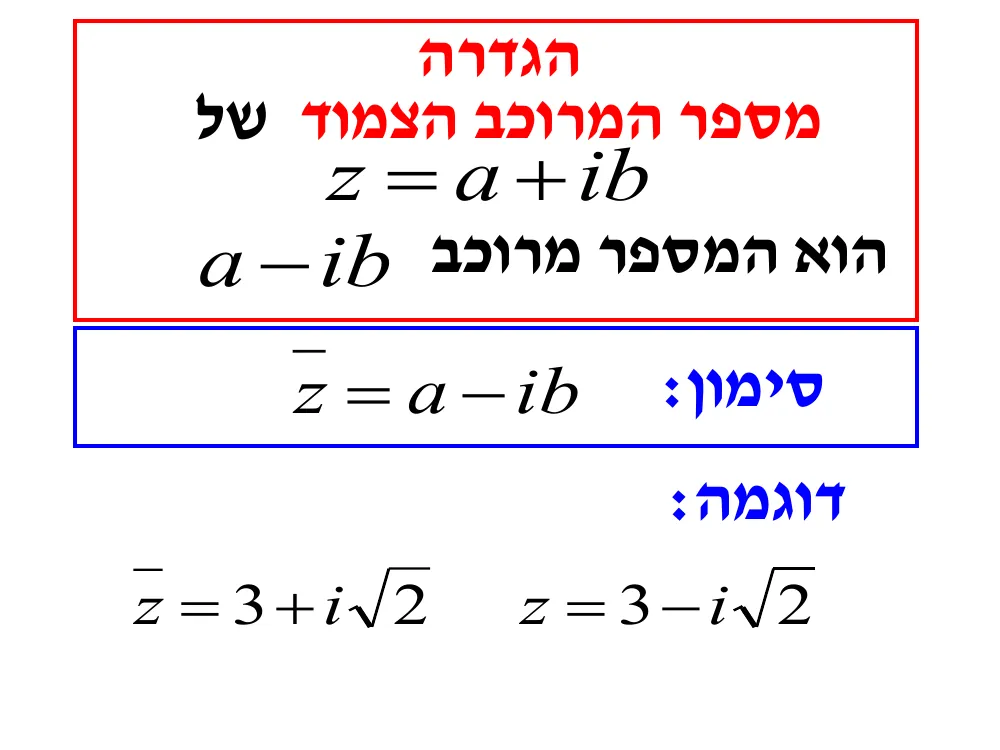 הגדרה
מספר המרוכב הצמוד של
z = a + ib
הוא המספר מרוכב a − ib
סימון: z̅ = a − ib
דוגמה:
z = 3 − i√2 z̅ = 3 + i√2